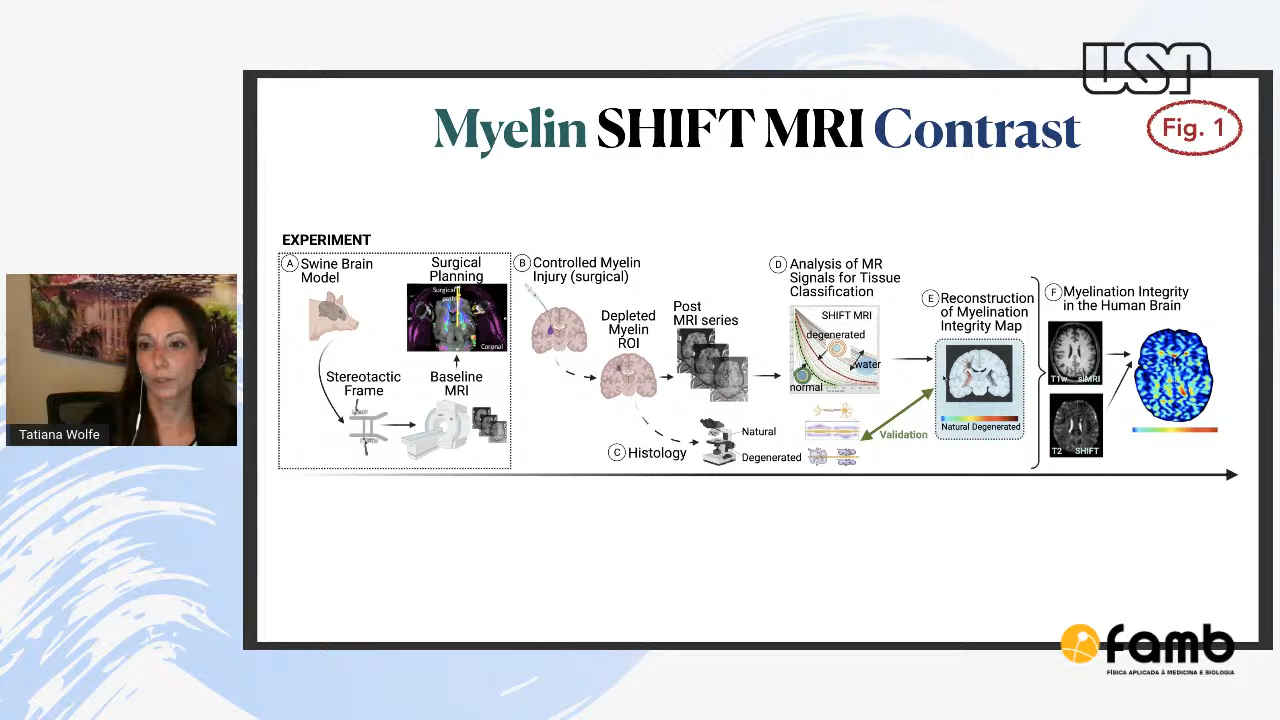 USP
Myelin SHIFT MRI Contrast
Fig. 1
EXPERIMENT
A Swine Brain
Model
Surgical
Planning
Surgical
path
Coronal
Stereotactic
Frame
Baseline
MRI
B Controlled Myelin
Injury (surgical)
Depleted
Myelin
ROI
Post
MRI series
C Histology
Natural
Degenerated
D Analysis of MR
Signals for Tissue
Classification
SHIFT MRI
degenerated
water
normal
Validation
E Reconstruction
of Myelination
Integrity Map
Natural Degenerated
F Myelination Integrity
in the Human Brain
T1w siMRI
T2 SHIFT
Tatiana Wolfe
famb
FÍSICA APLICADA À MEDICINA E BIOLOGIA